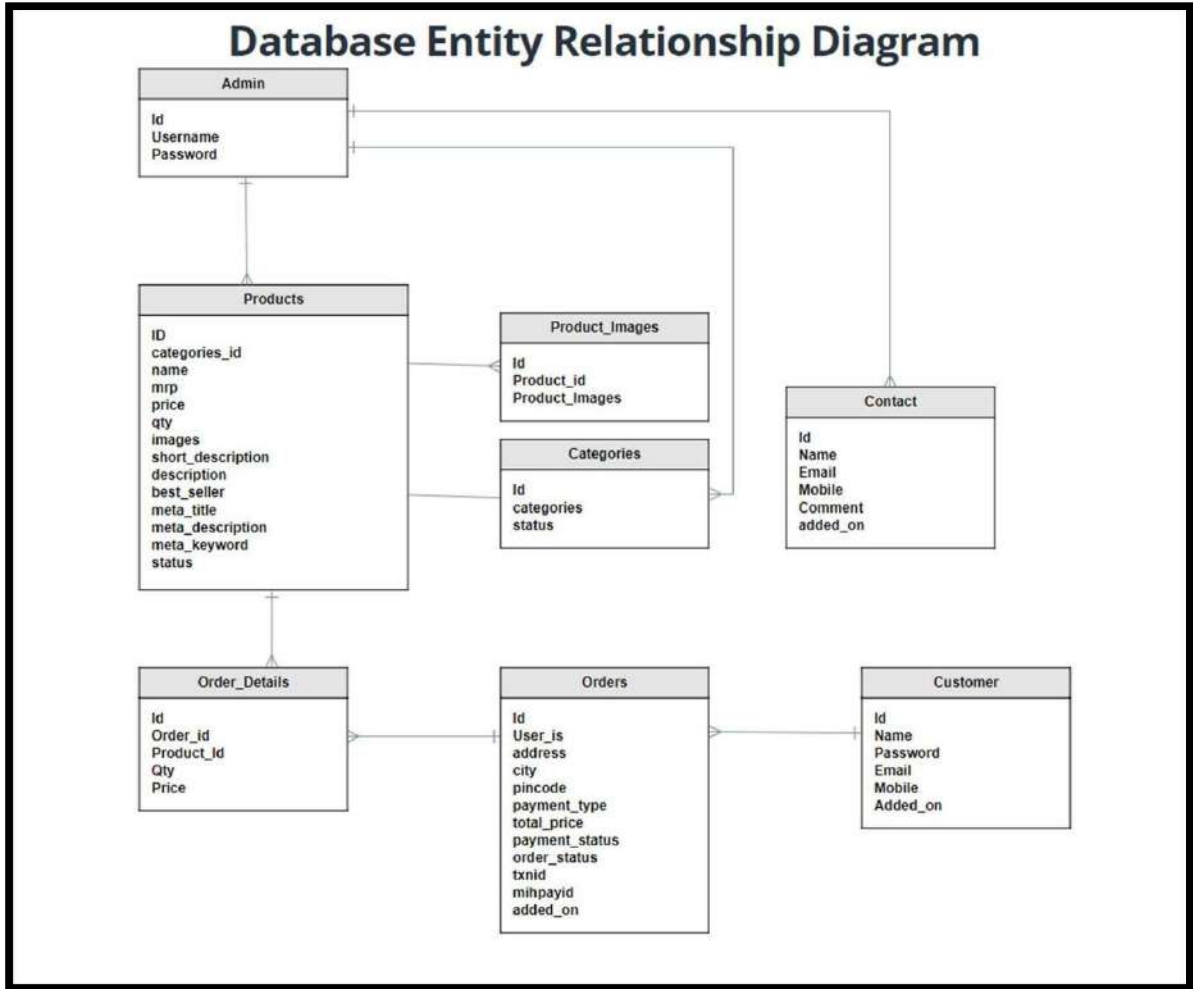 Database Entity Relationship Diagram
Admin
Id
Username
Password
Products
ID
categories_id
name
mrp
price
qty
images
short_description
description
best_seller
meta_title
meta_description
meta_keyword
status
Product_Images
Id
Product_id
Product_Images
Categories
Id
categories
status
Contact
Id
Name
Email
Mobile
Comment
added_on
Order_Details
Id
Order_id
Product_Id
Qty
Price
Orders
Id
User_is
address
city
pincode
payment_type
total_price
payment_status
order_status
txnid
mihpayid
added_on
Customer
Id
Name
Password
Email
Mobile
Added_on